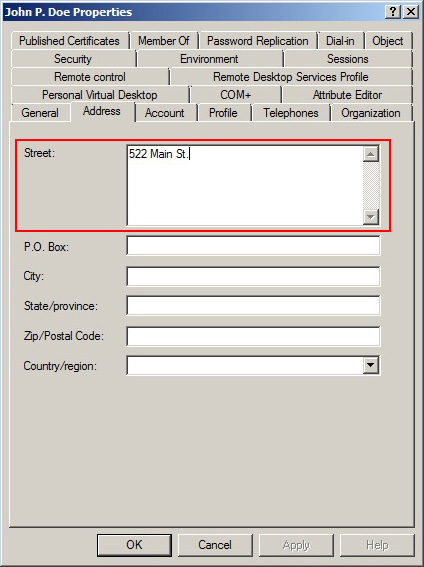 John P. Doe Properties
Published Certificates Member Of Password Replication Dial-in Object
Security Environment Sessions
Remote control Remote Desktop Services Profile
Personal Virtual Desktop COM+ Attribute Editor
General Address Account Profile Telephones Organization
Street: 522 Main St.
P.O. Box:
City:
State/province:
Zip/Postal Code:
Country/region:
OK Cancel Apply Help